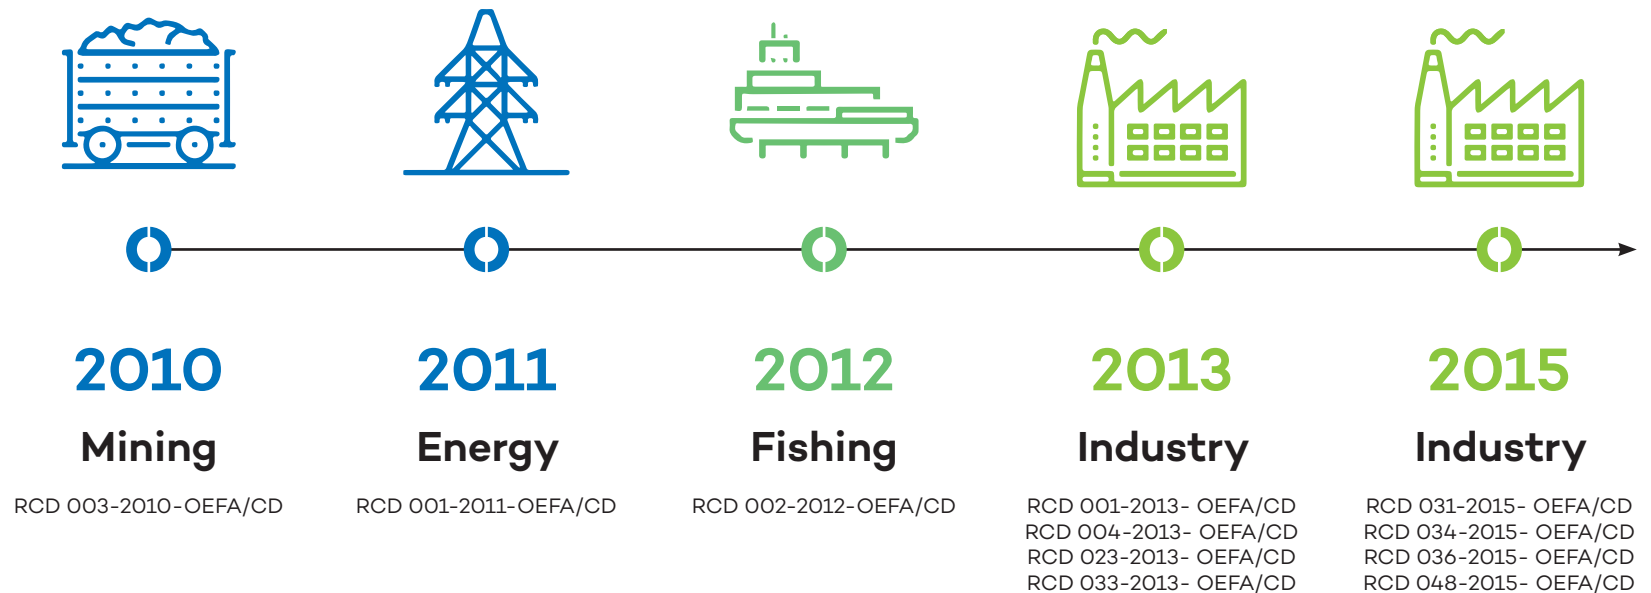 2010
Mining
RCD 003-2010-OEFA/CD
2011
Energy
RCD 001-2011-OEFA/CD
2012
Fishing
RCD 002-2012-OEFA/CD
2013
Industry
RCD 001-2013- OEFA/CD
RCD 004-2013- OEFA/CD
RCD 023-2013- OEFA/CD
RCD 033-2013- OEFA/CD
2015
Industry
RCD 031-2015- OEFA/CD
RCD 034-2015- OEFA/CD
RCD 036-2015- OEFA/CD
RCD 048-2015- OEFA/CD